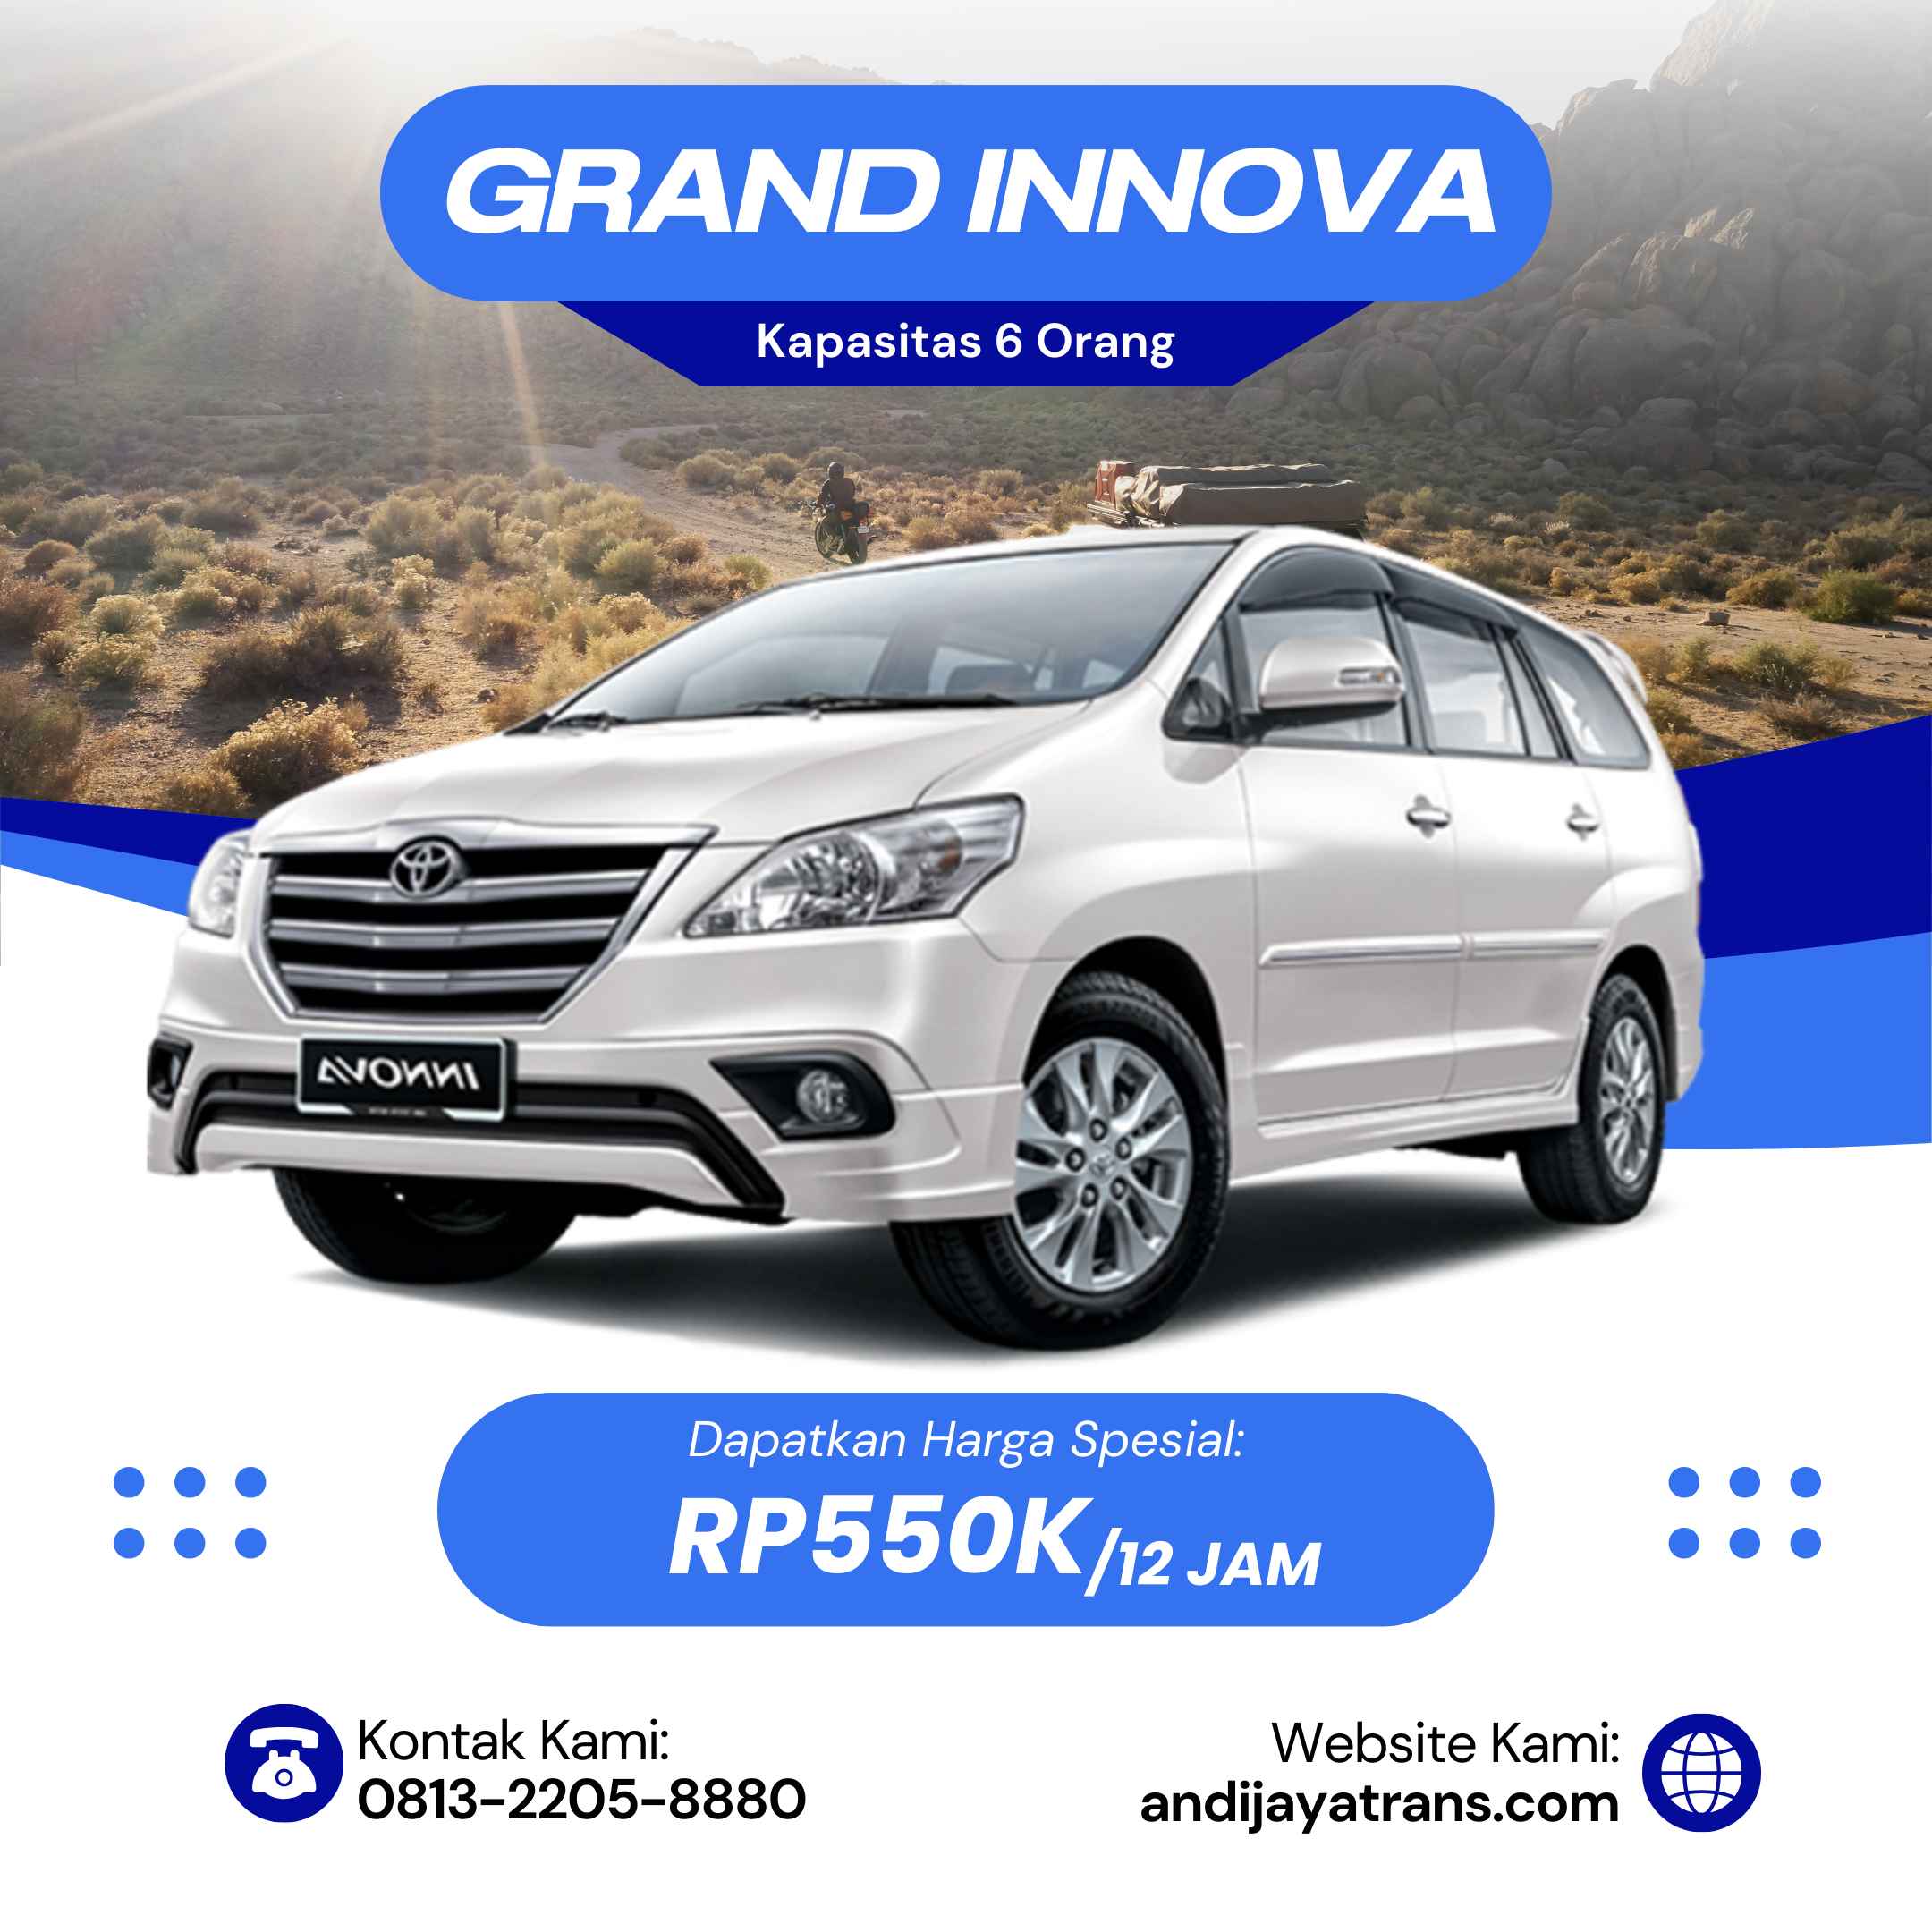 GRAND INNOVA
Kapasitas 6 Orang
INNOVA
Dapatkan Harga Spesial:
RP550K/12 JAM
Kontak Kami:
0813-2205-8880
Website Kami:
andijayatrans.com